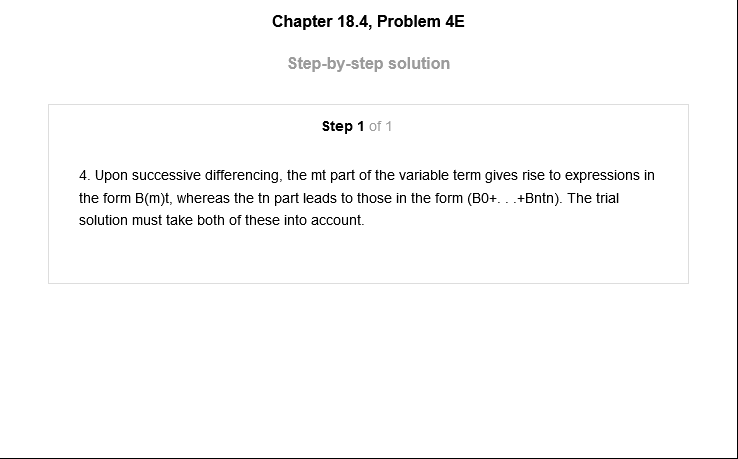 Chapter 18.4, Problem 4E
Step-by-step solution
Step 1 of 1
4. Upon successive differencing, the mt part of the variable term gives rise to expressions in
the form B(m)t, whereas the tn part leads to those in the form (B0+. . .+Bntn). The trial
solution must take both of these into account.